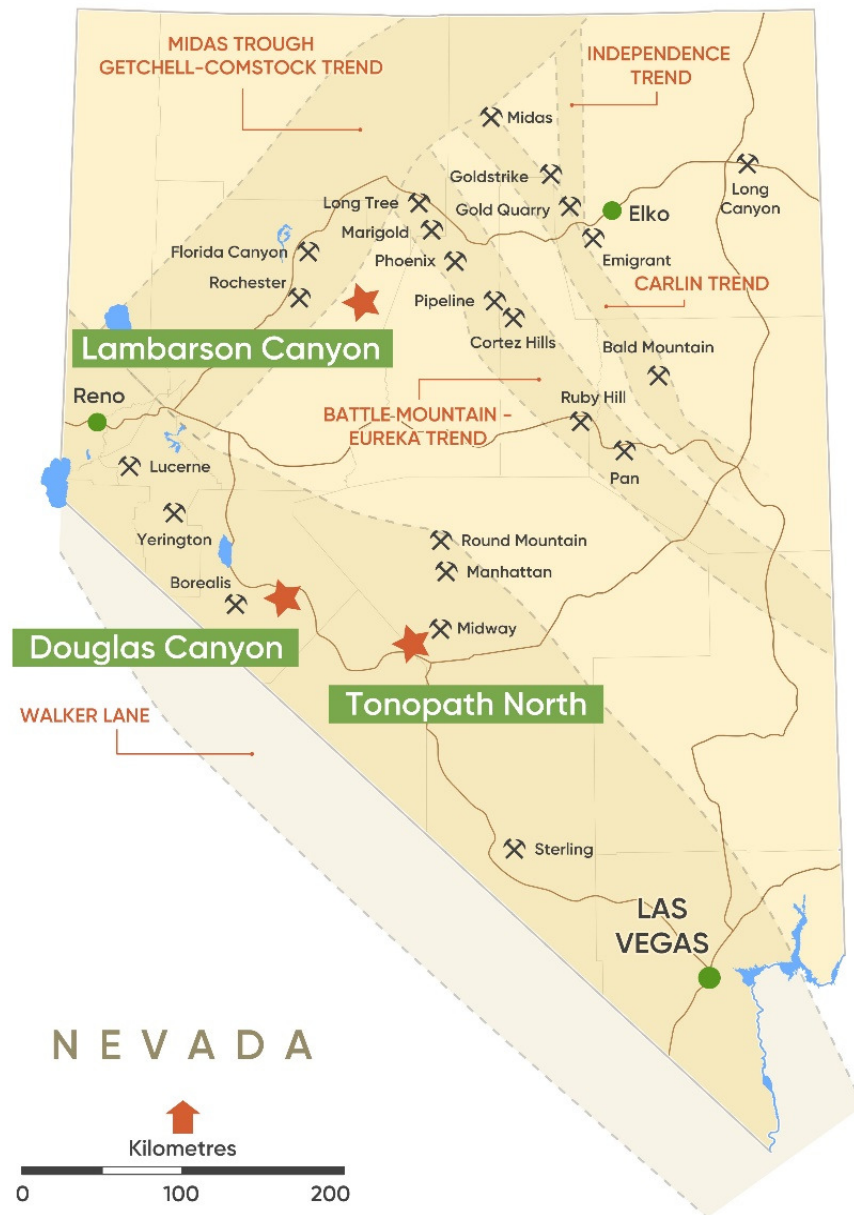 MIDAS TROUGH
GETCHELL-COMSTOCK TREND
INDEPENDENCE
TREND
Midas
Goldstrike
Long
Canyon
Long Tree
Gold Quarry
Elko
Marigold
Florida Canyon
Phoenix
Emigrant
Rochester
Pipeline
CARLIN TREND
Cortez Hills
Lambarson Canyon
Bald Mountain
Reno
Ruby Hill
BATTLE-MOUNTAIN -
EUREKA TREND
Lucerne
Pan
Yerington
Round Mountain
Manhattan
Borealis
Midway
Douglas Canyon
Tonopath North
WALKER LANE
Sterling
LAS
VEGAS
NEVADA
Kilometres
0 100 200